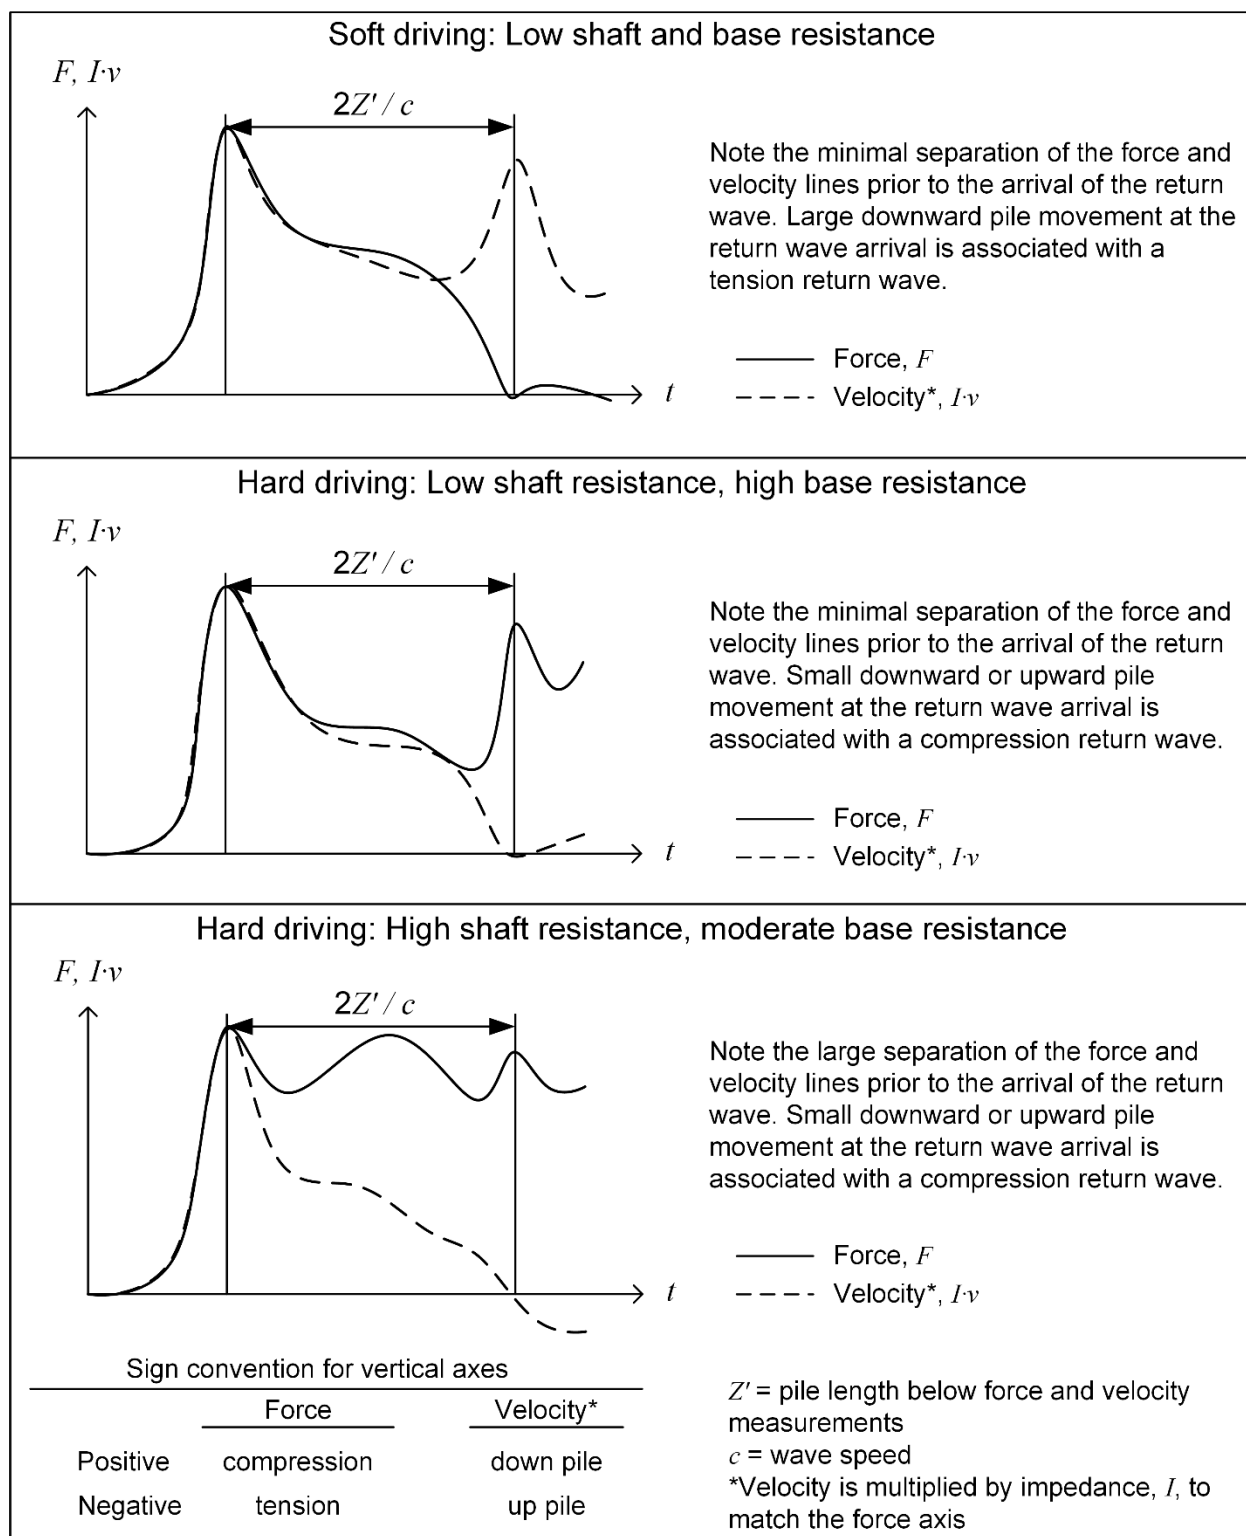 Soft driving: Low shaft and base resistance
F, I·v
2Z' / c
Note the minimal separation of the force and
velocity lines prior to the arrival of the return
wave. Large downward pile movement at the
return wave arrival is associated with a
tension return wave.
Force, F
Velocity*, I·v
t
Hard driving: Low shaft resistance, high base resistance
F, I·v
2Z' / c
Note the minimal separation of the force and
velocity lines prior to the arrival of the return
wave. Small downward or upward pile
movement at the return wave arrival is
associated with a compression return wave.
Force, F
Velocity*, I·v
t
Hard driving: High shaft resistance, moderate base resistance
F, I·v
2Z' / c
Note the large separation of the force and
velocity lines prior to the arrival of the return
wave. Small downward or upward pile
movement at the return wave arrival is
associated with a compression return wave.
Force, F
Velocity*, I·v
t
Sign convention for vertical axes
Force Velocity*
Positive compression down pile
Negative tension up pile
Z' = pile length below force and velocity
measurements
c = wave speed
*Velocity is multiplied by impedance, I, to
match the force axis